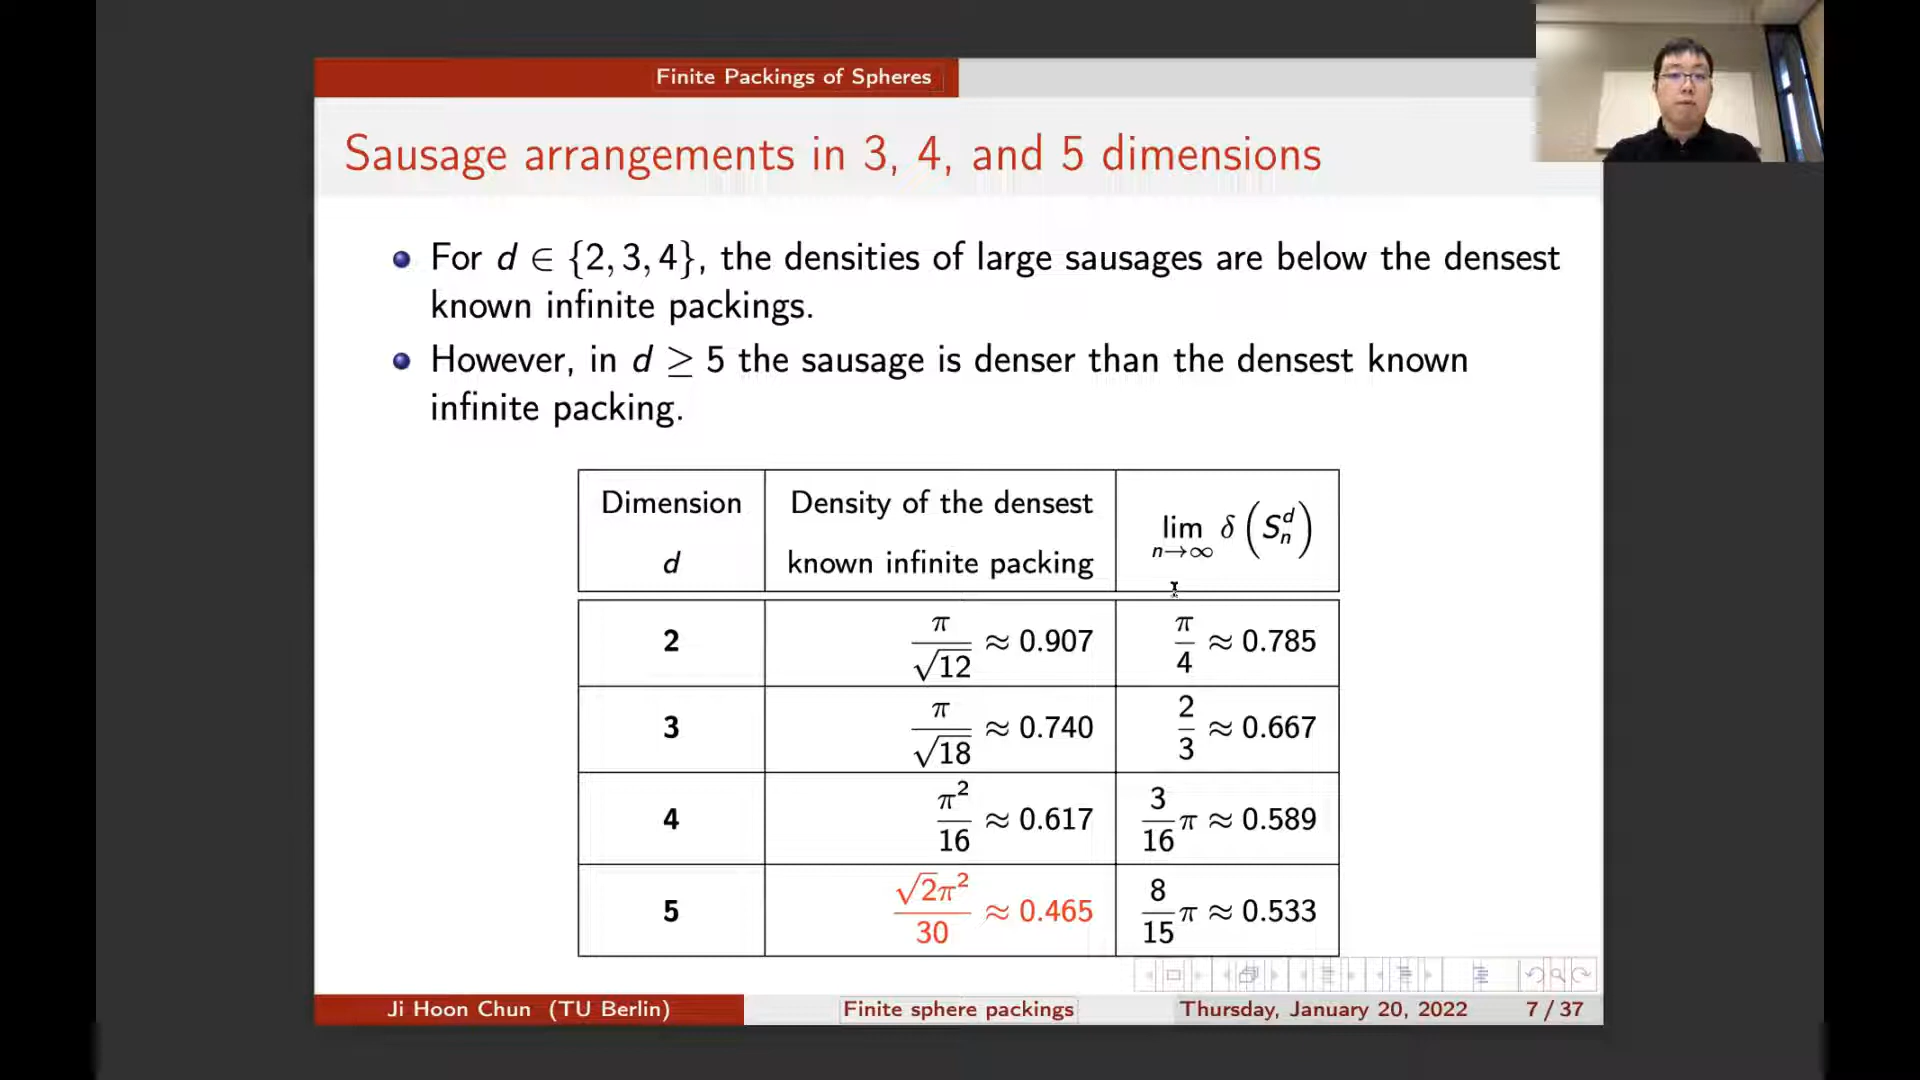 Finite Packings of Spheres
Sausage arrangements in 3, 4, and 5 dimensions
For d ∈ {2, 3, 4}, the densities of large sausages are below the densest
known infinite packings.
However, in d ≥ 5 the sausage is denser than the densest known
infinite packing.
Dimension d | Density of the densest known infinite packing | lim n→∞ δ(S_n^d)
2 | π/√12 ≈ 0.907 | π/4 ≈ 0.785
3 | π/√18 ≈ 0.740 | 2/3 ≈ 0.667
4 | π²/16 ≈ 0.617 | 3/16 π ≈ 0.589
5 | √2π²/30 ≈ 0.465 | 8/15 π ≈ 0.533
Ji Hoon Chun (TU Berlin) Finite sphere packings Thursday, January 20, 2022 7 / 37